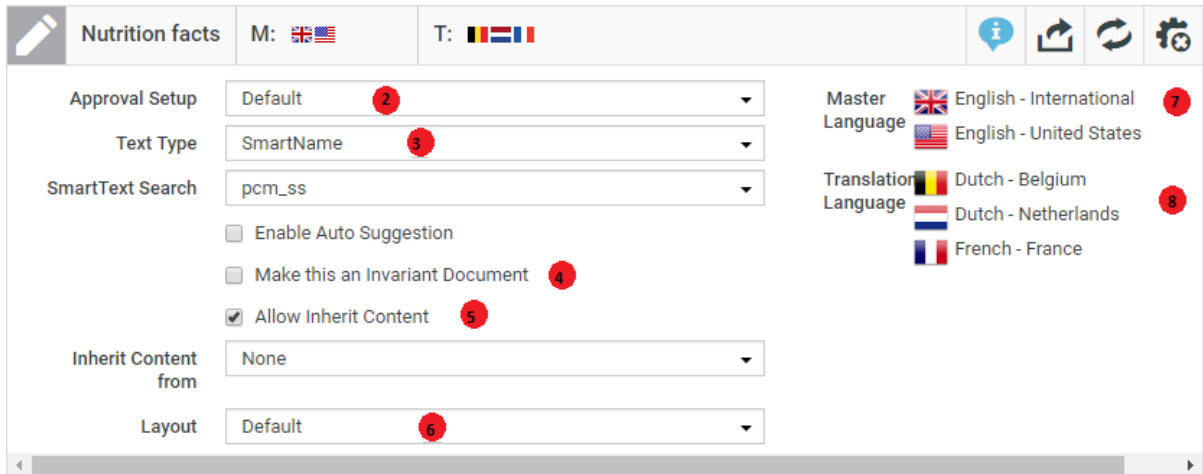 Nutrition facts M: T:
Approval Setup Default 2
Text Type SmartName 3
SmartText Search pcm_ss
Enable Auto Suggestion
Make this an Invariant Document 4
Allow Inherit Content 5
Inherit Content
from
None
Layout Default 6
Master
Language
English - International 7
English - United States
Translation
Language
Dutch - Belgium
Dutch - Netherlands 8
French - France